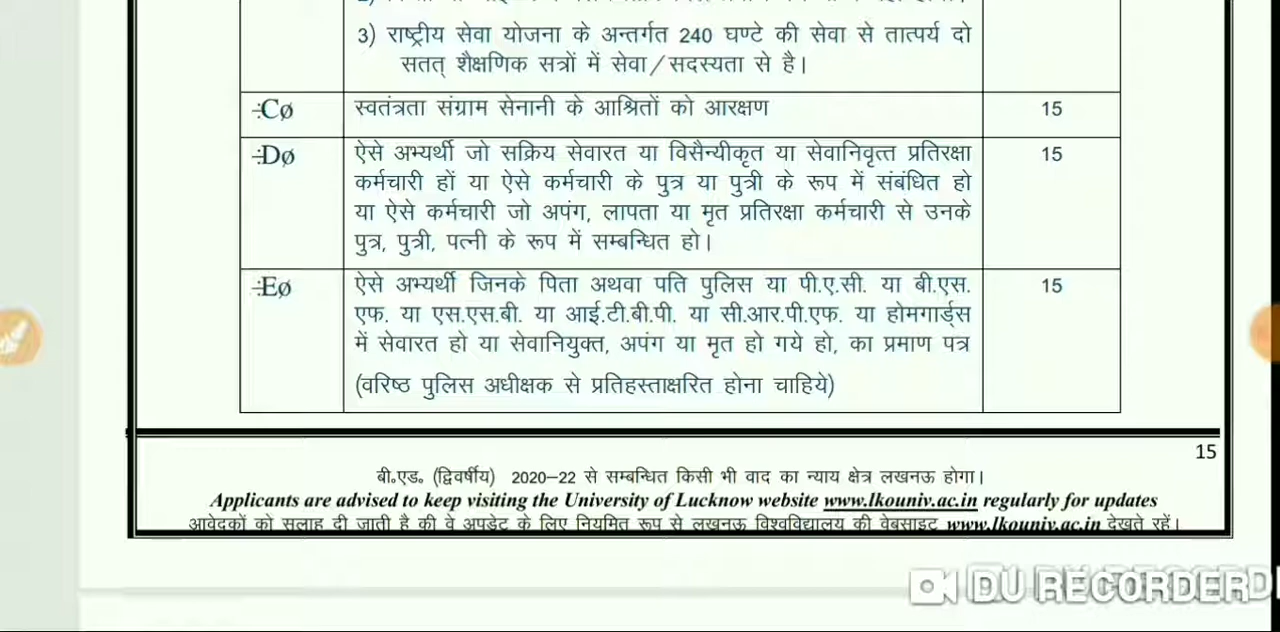 3) राष्ट्रीय सेवा योजना के अन्तर्गत 240 घण्टे की सेवा से तात्पर्य दो
सतत् शैक्षणिक सत्रों में सेवा/सदस्यता से है।
÷Cø स्वतंत्रता संग्राम सेनानी के आश्रितों को आरक्षण 15
÷Dø ऐसे अभ्यर्थी जो सक्रिय सेवारत या विसैन्यीकृत या सेवानिवृत्त प्रतिरक्षा 15
कर्मचारी हों या ऐसे कर्मचारी के पुत्र या पुत्री के रूप में संबंधित हो
या ऐसे कर्मचारी जो अपंग, लापता या मृत प्रतिरक्षा कर्मचारी से उनके
पुत्र, पुत्री, पत्नी के रूप में सम्बन्धित हो।
÷Eø ऐसे अभ्यर्थी जिनके पिता अथवा पति पुलिस या पी.ए.सी. या बी.एस. 15
एफ. या एस.एस.बी. या आई.टी.बी.पी. या सी.आर.पी.एफ. या होमगार्ड्स
में सेवारत हो या सेवानियुक्त, अपंग या मृत हो गये हो, का प्रमाण पत्र
(वरिष्ठ पुलिस अधीक्षक से प्रतिहस्ताक्षरित होना चाहिये)
15
बी०एड० (द्विवर्षीय) 2020–22 से सम्बन्धित किसी भी वाद का न्याय क्षेत्र लखनऊ होगा।
Applicants are advised to keep visiting the University of Lucknow website www.lkouniv.ac.in regularly for updates
आवेदकों को सलाह दी जाती है की वे अपडेट के लिए नियमित रूप से लखनऊ विश्वविद्यालय की वेबसाइट www.lkouniv.ac.in देखते रहें।
DU RECORDER